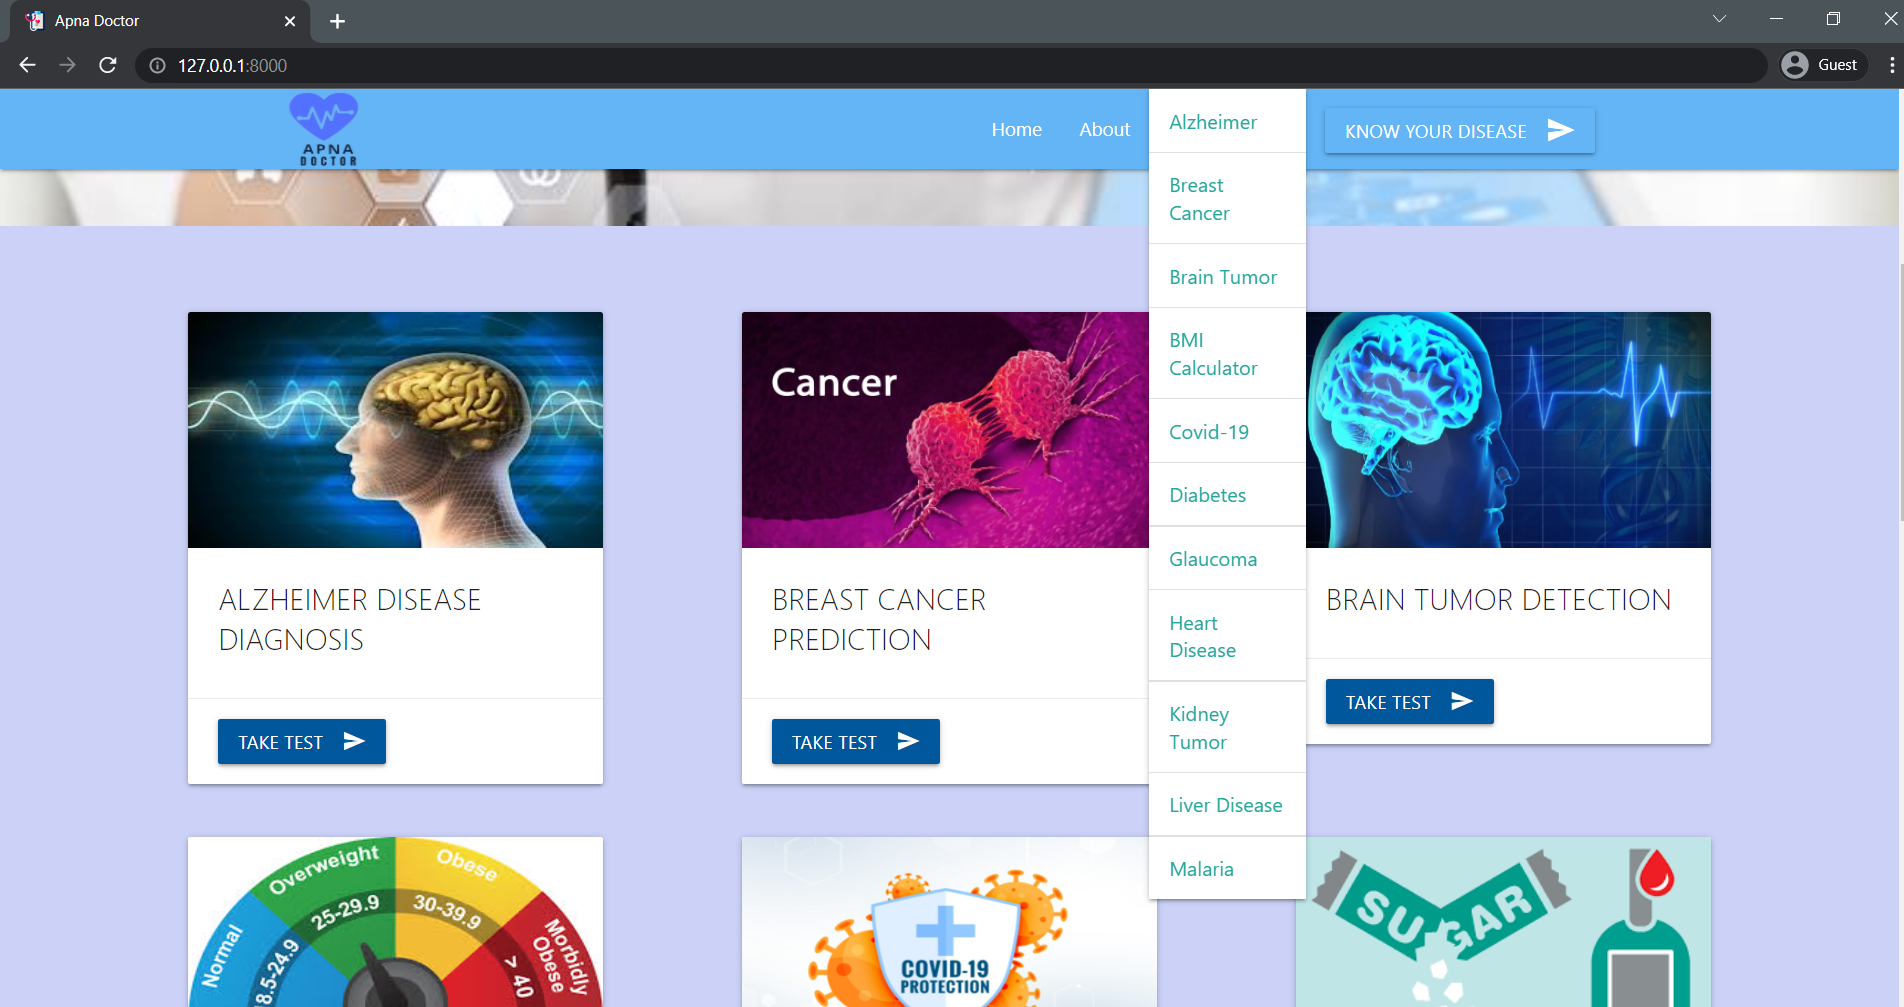 Apna Doctor
127.0.0.1:8000
Guest
APNA
DOCTOR
Home
About
KNOW YOUR DISEASE
Alzheimer
Breast
Cancer
Brain Tumor
BMI
Calculator
Covid-19
Diabetes
Glaucoma
Heart
Disease
Kidney
Tumor
Liver Disease
Malaria
ALZHEIMER DISEASE
DIAGNOSIS
TAKE TEST
Cancer
BREAST CANCER
PREDICTION
TAKE TEST
BRAIN TUMOR DETECTION
TAKE TEST
Normal
18.5-24.9
Overweight
25-29.9
Obese
30-39.9
Morbidly
Obese
> 40
COVID-19
PROTECTION
SUGAR